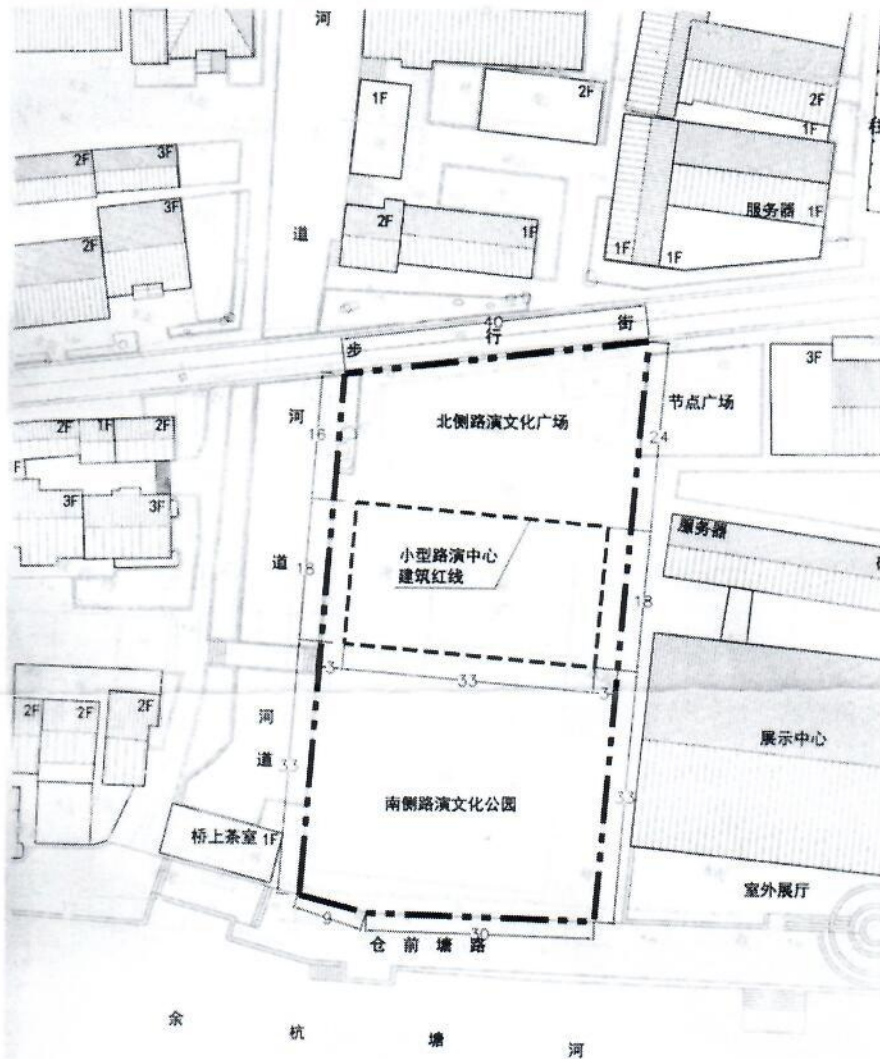 河
1F
2F
2F
1F
2F
3F
3F
2F
道
2F
1F
服务器 1F
1F
1F
40
步行街
3F
节点广场
北侧路演文化广场
河
16
24
2F
1F
2F
F
3F
3F
服务器
小型路演中心
建筑红线
道
18
18
3
33
3
2F
2F
2F
河
展示中心
道
33
33
南侧路演文化公园
桥上茶室 1F
室外展厅
9
30
仓前塘路
余杭塘河